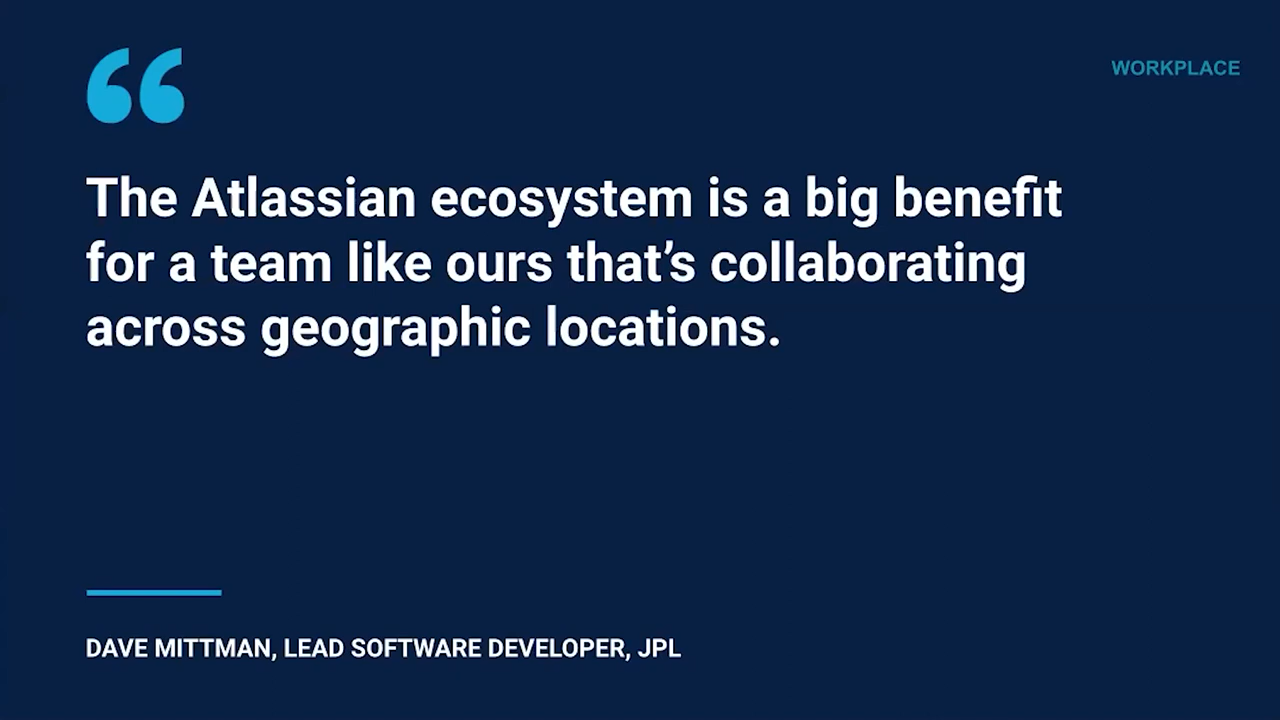 WORKPLACE
“
The Atlassian ecosystem is a big benefit
for a team like ours that’s collaborating
across geographic locations.
DAVE MITTMAN, LEAD SOFTWARE DEVELOPER, JPL